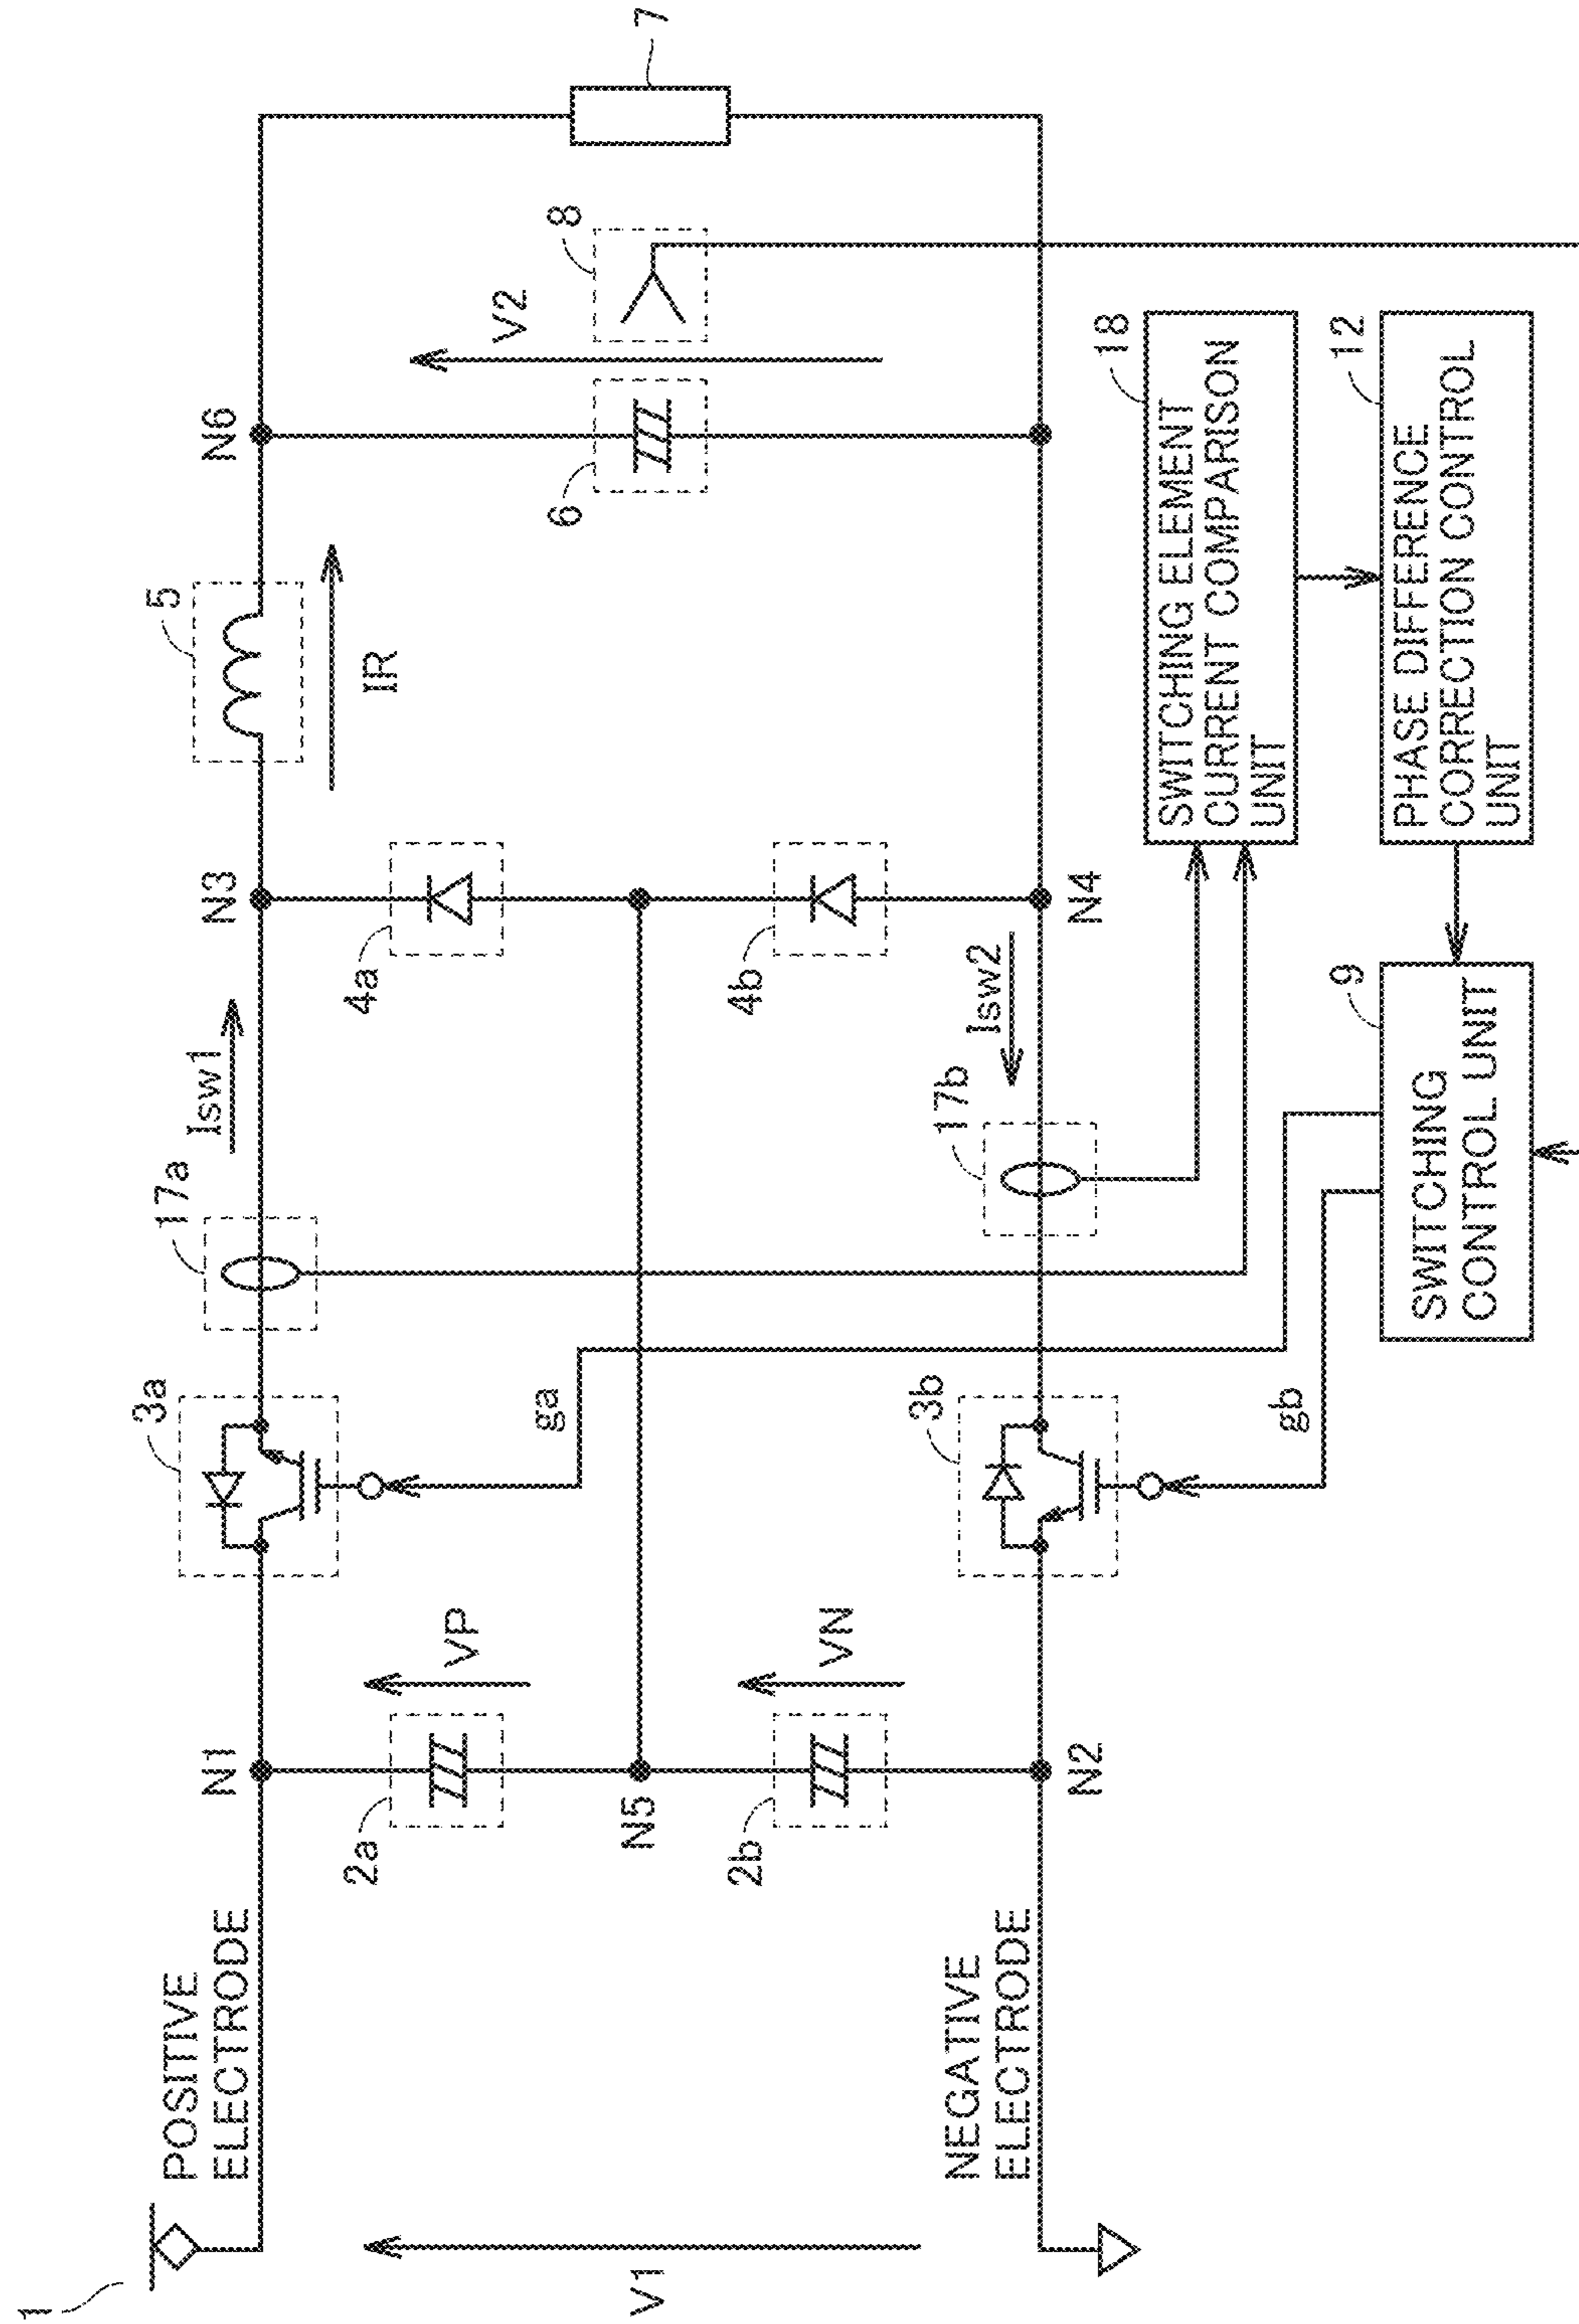 1
POSITIVE
ELECTRODE
V1
NEGATIVE
ELECTRODE
N1
2a
VP
N5
2b
VN
N2
3a
ga
3b
gb
17a
Isw1
17b
Isw2
N3
4a
4b
N4
5
IR
N6
6
V2
8
7
SWITCHING ELEMENT
CURRENT COMPARISON
UNIT
18
PHASE DIFFERENCE
CORRECTION CONTROL
UNIT
12
SWITCHING
CONTROL UNIT
9